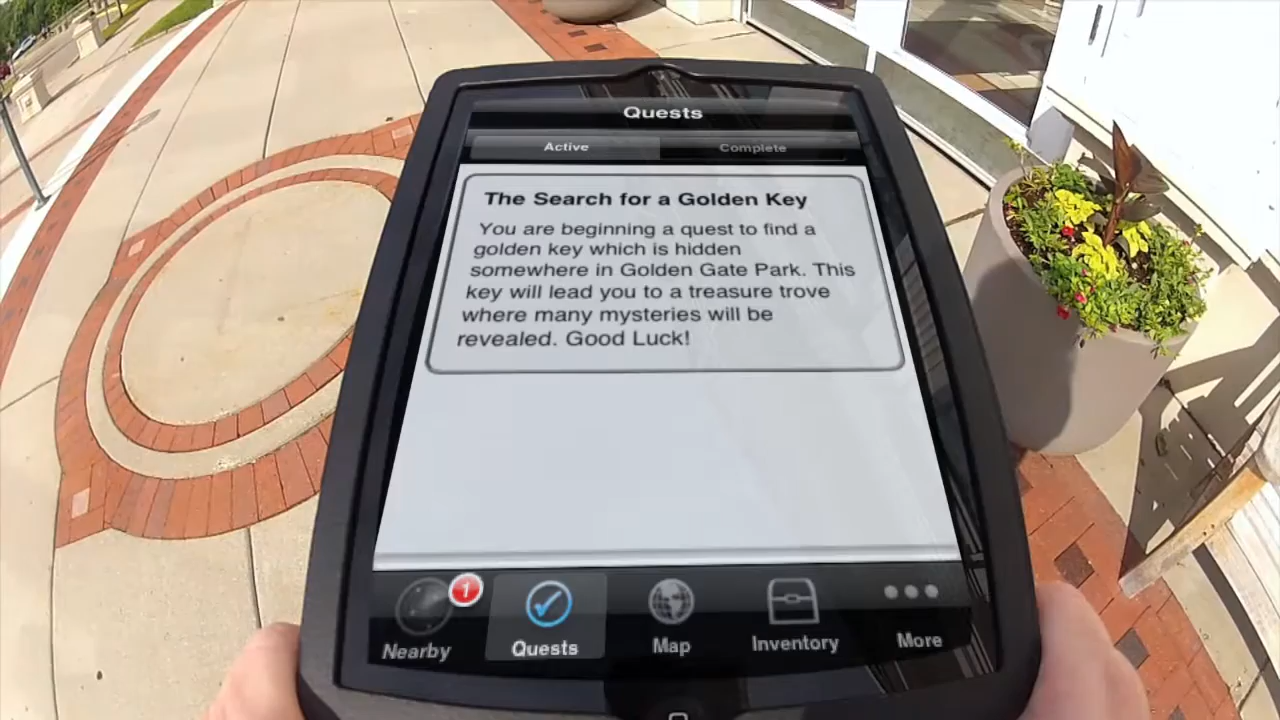 Quests
Active
Complete
The Search for a Golden Key
You are beginning a quest to find a
golden key which is hidden
somewhere in Golden Gate Park. This
key will lead you to a treasure trove
where many mysteries will be
revealed. Good Luck!
1
Nearby
Quests
Map
Inventory
More